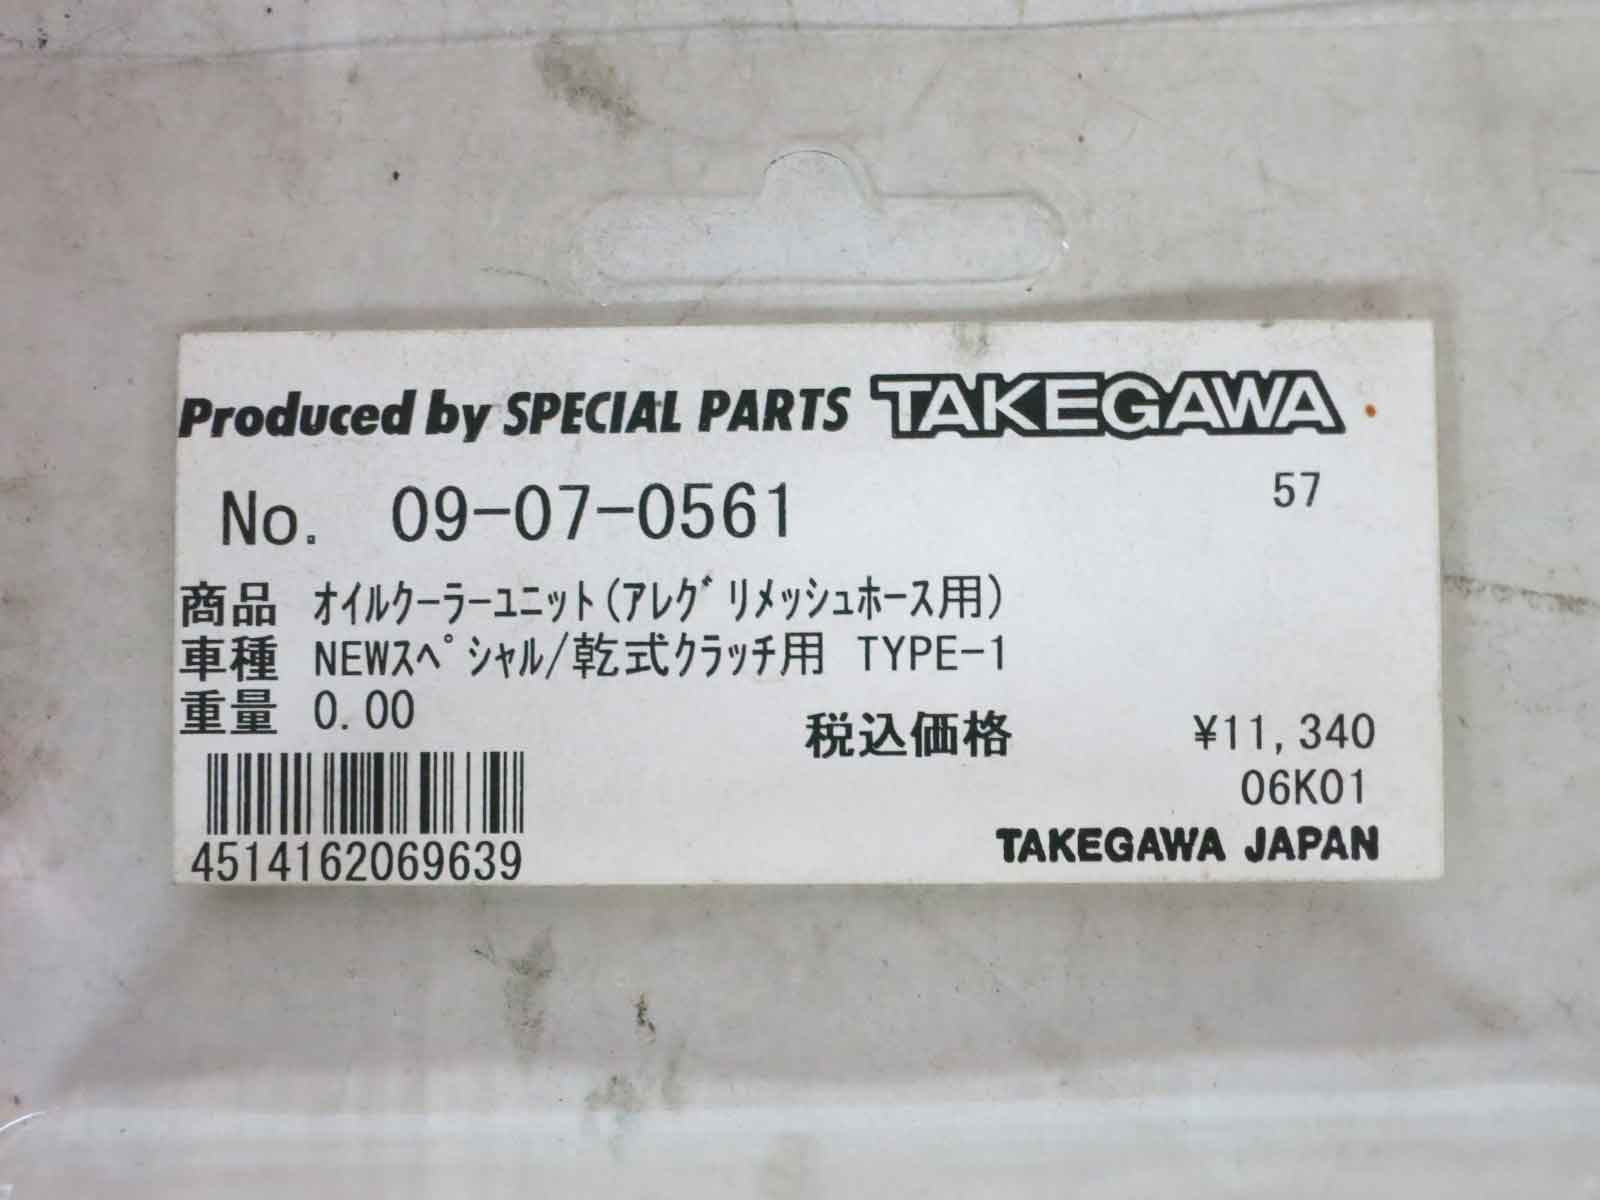 Produced by SPECIAL PARTS TAKEGAWA
57
No. 09-07-0561
商品 ｵｲﾙｸｰﾗｰﾕﾆｯﾄ(ｱﾚｸﾞﾘﾒｯｼｭﾎｰｽ用)
車種 NEWｽﾍﾟｼｬﾙ/乾式ｸﾗｯﾁ用 TYPE-1
重量 0.00
税込価格 ¥11,340
06K01
TAKEGAWA JAPAN
4514162069639